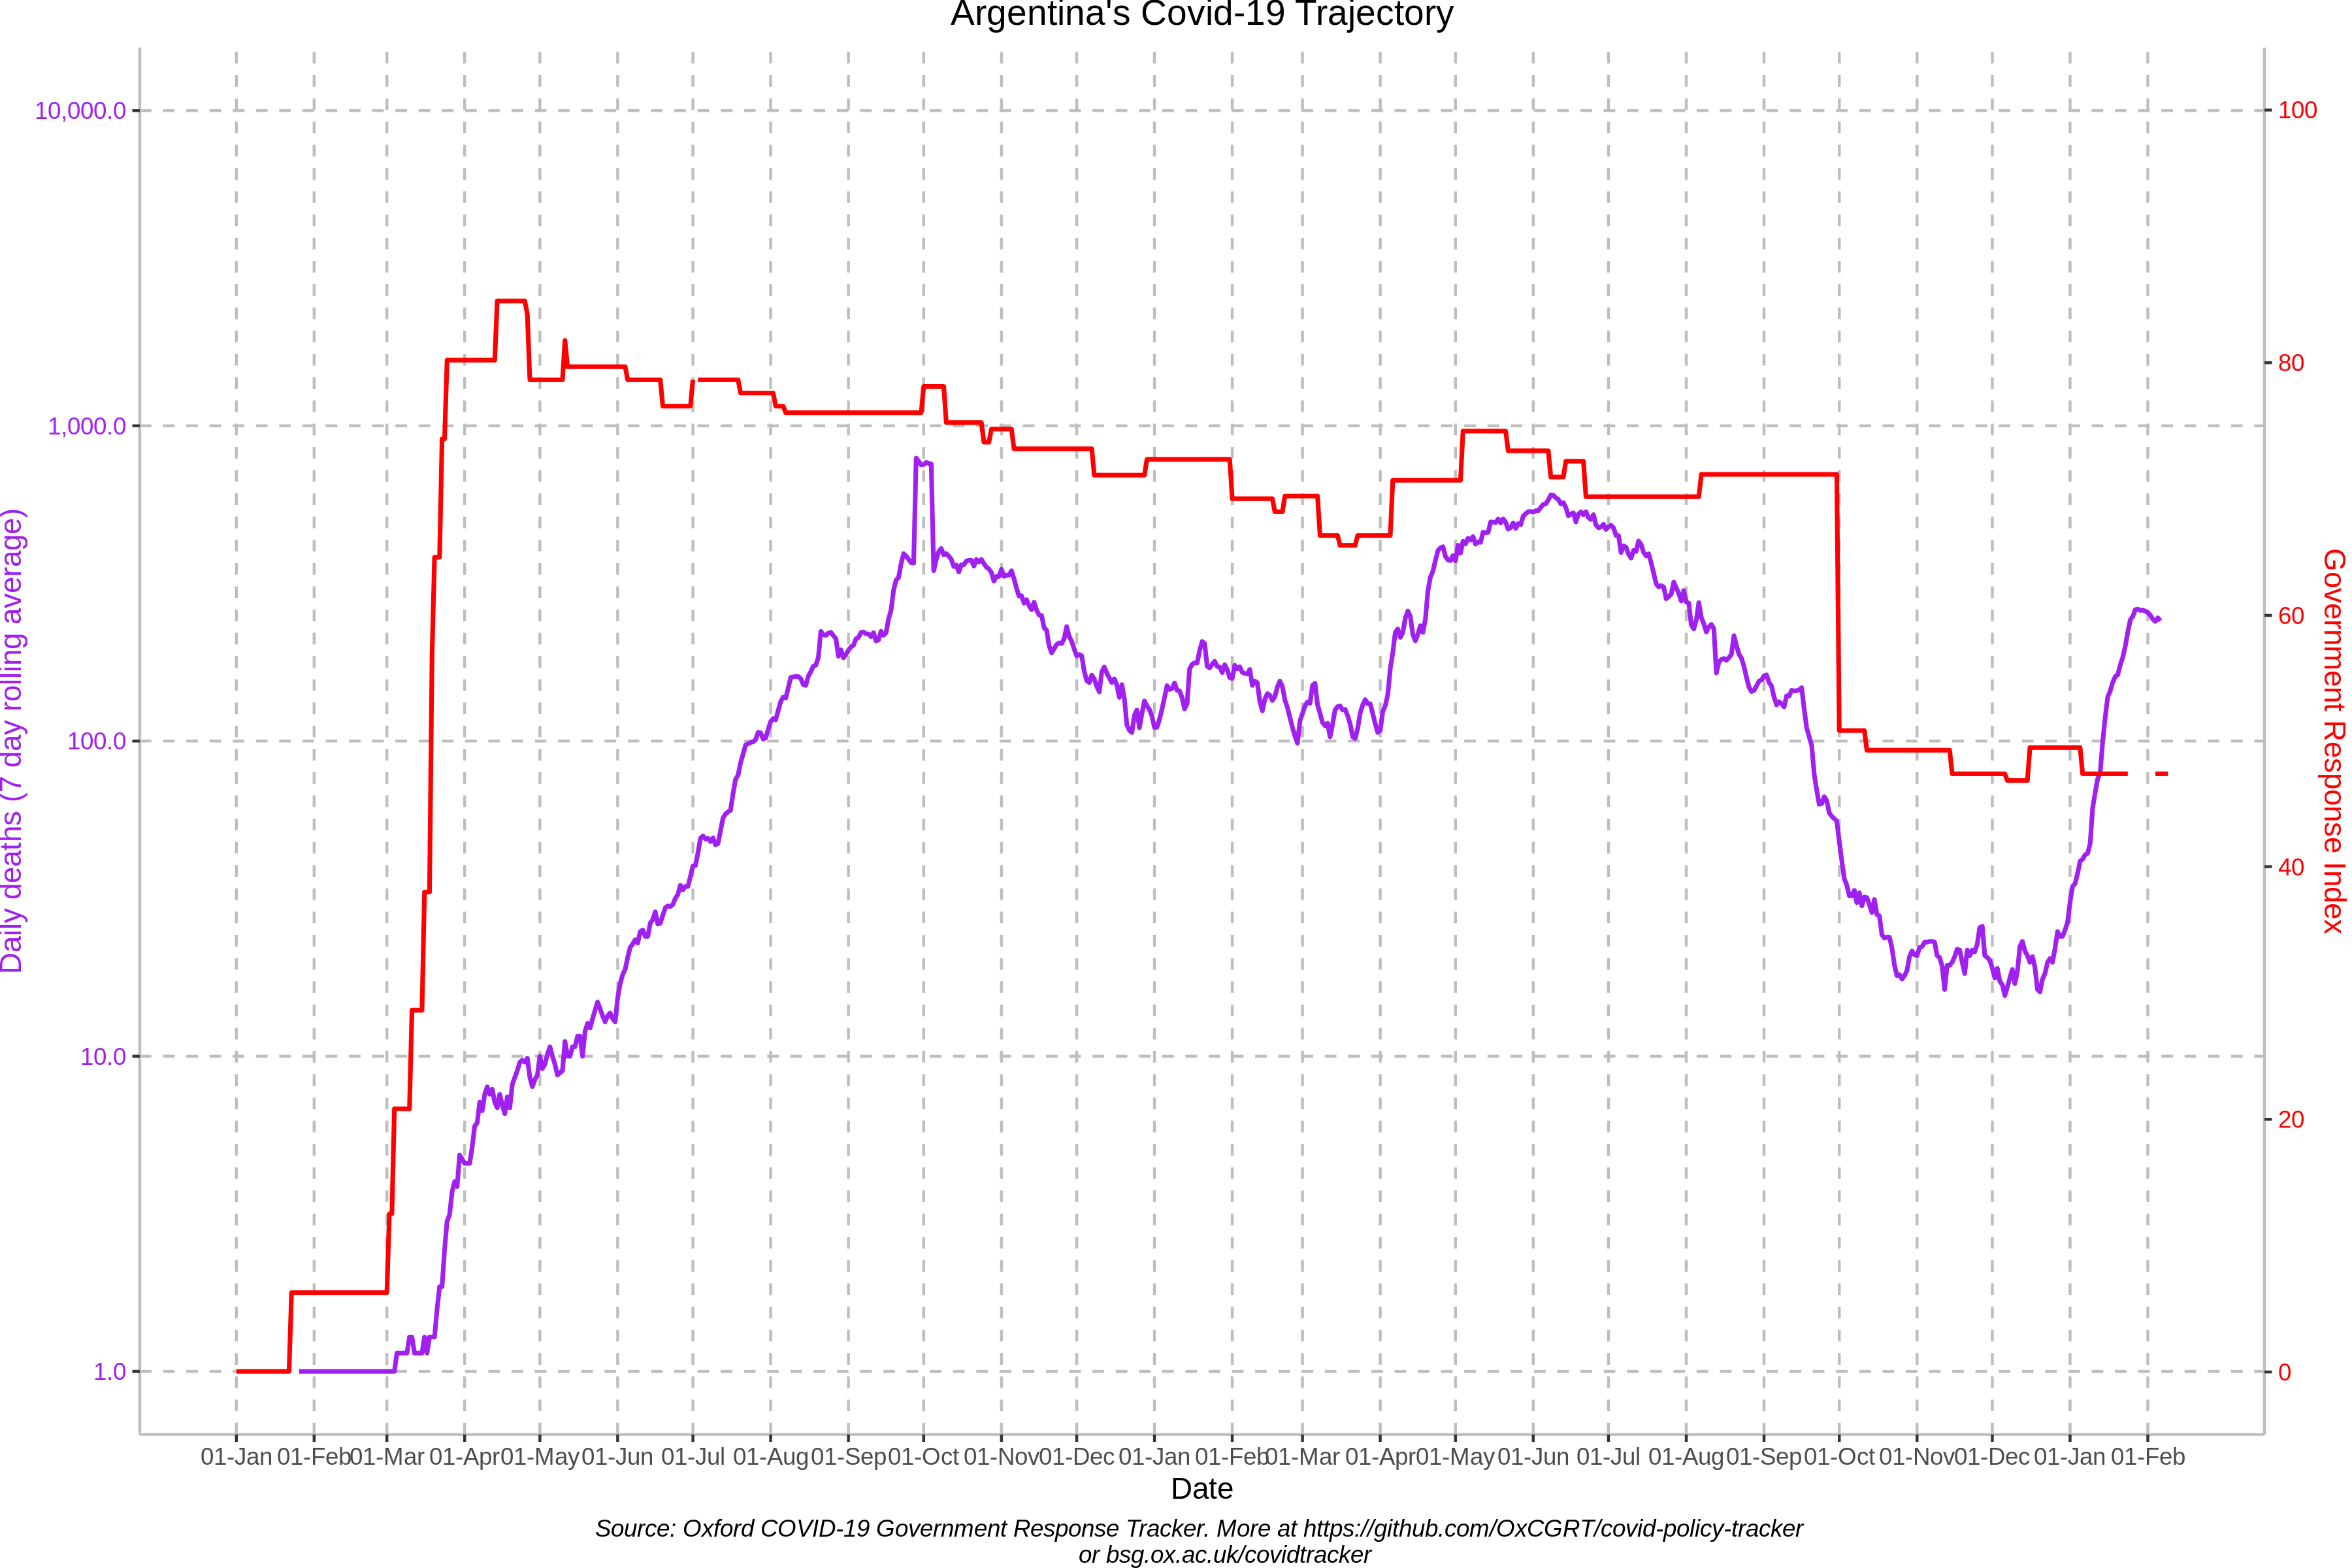 Argentina's Covid-19 Trajectory
10,000.0
1,000.0
100.0
10.0
1.0
Daily deaths (7 day rolling average)
100
80
60
40
20
0
Government Response Index
01-Jan 01-Feb 01-Mar 01-Apr 01-May 01-Jun 01-Jul 01-Aug 01-Sep 01-Oct 01-Nov 01-Dec 01-Jan 01-Feb 01-Mar 01-Apr 01-May 01-Jun 01-Jul 01-Aug 01-Sep 01-Oct 01-Nov 01-Dec 01-Jan 01-Feb
Date
Source: Oxford COVID-19 Government Response Tracker. More at https://github.com/OxCGRT/covid-policy-tracker
or bsg.ox.ac.uk/covidtracker